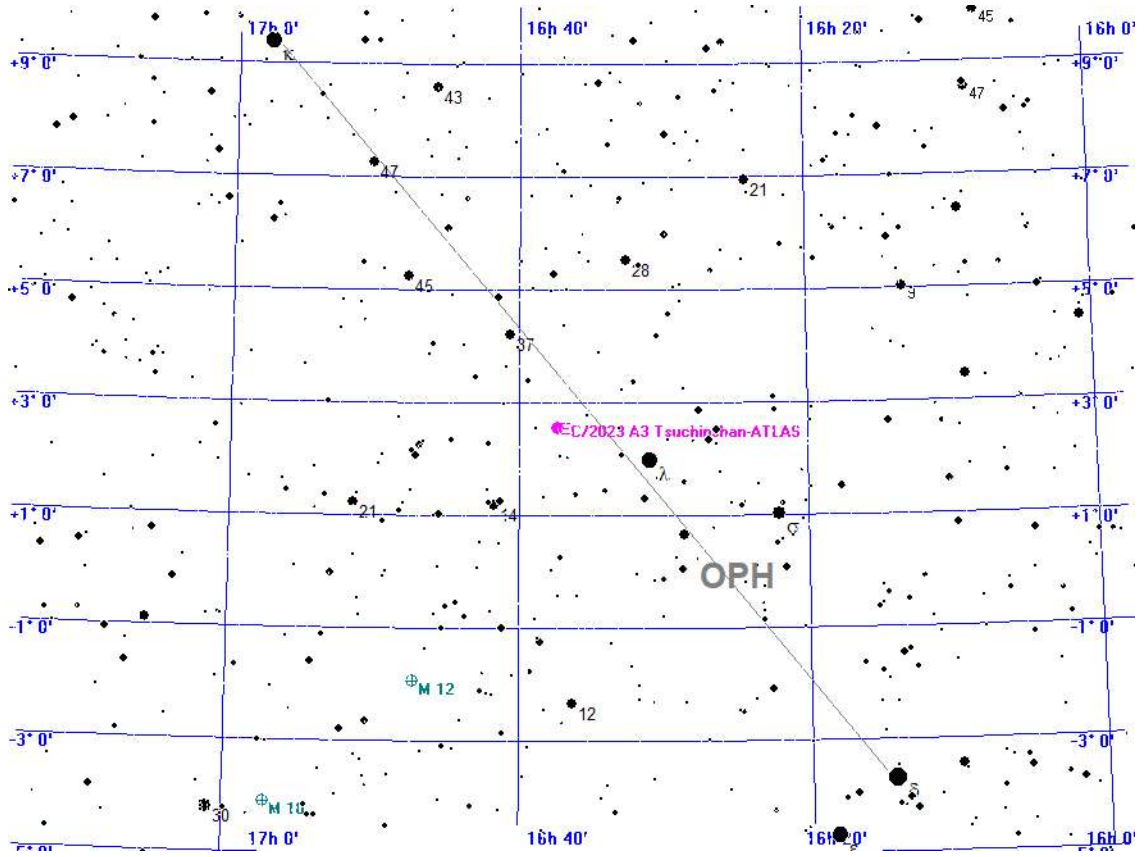 17h 0' 16h 40' 16h 20' 45 16h 0'
+9° 0' κ +9° 0'
43 47
47 +7° 0' +7° 0'
21
28
+5° 0' 45 9 +5° 0'
37
+3° 0' +3° 0'
C/2023 A3 Tsuchinshan-ATLAS
λ
+1° 0' 21 14 σ +1° 0'
OPH
-1° 0' -1° 0'
M 12
12
-3° 0' -3° 0'
δ
M 10
30
17h 0' 16h 40' 16h 20' 16h 0'
ε